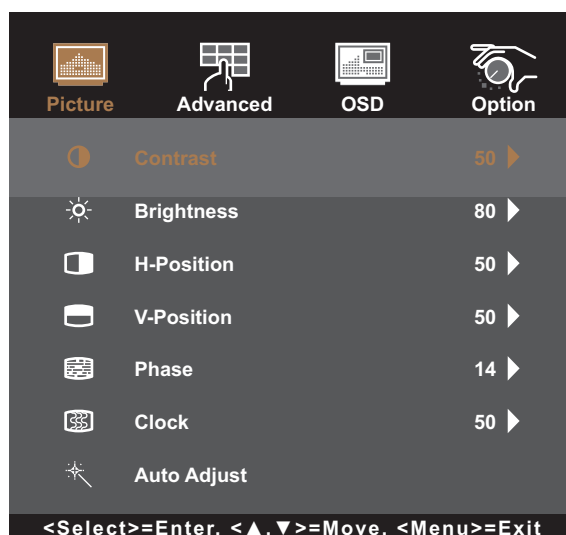 Picture Advanced OSD Option
Contrast 50
Brightness 80
H-Position 50
V-Position 50
Phase 14
Clock 50
Auto Adjust
<Select>=Enter, <▲,▼>=Move, <Menu>=Exit